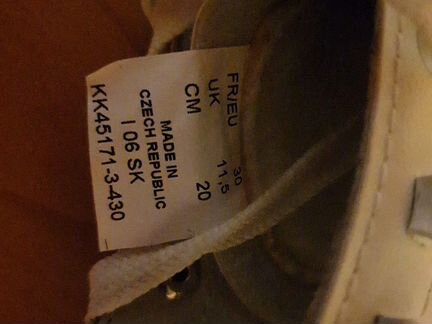 FR/EU 30
UK 11,5
CM 20
MADE IN
CZECH REPUBLIC
I 06 SK
KK45171-3-430